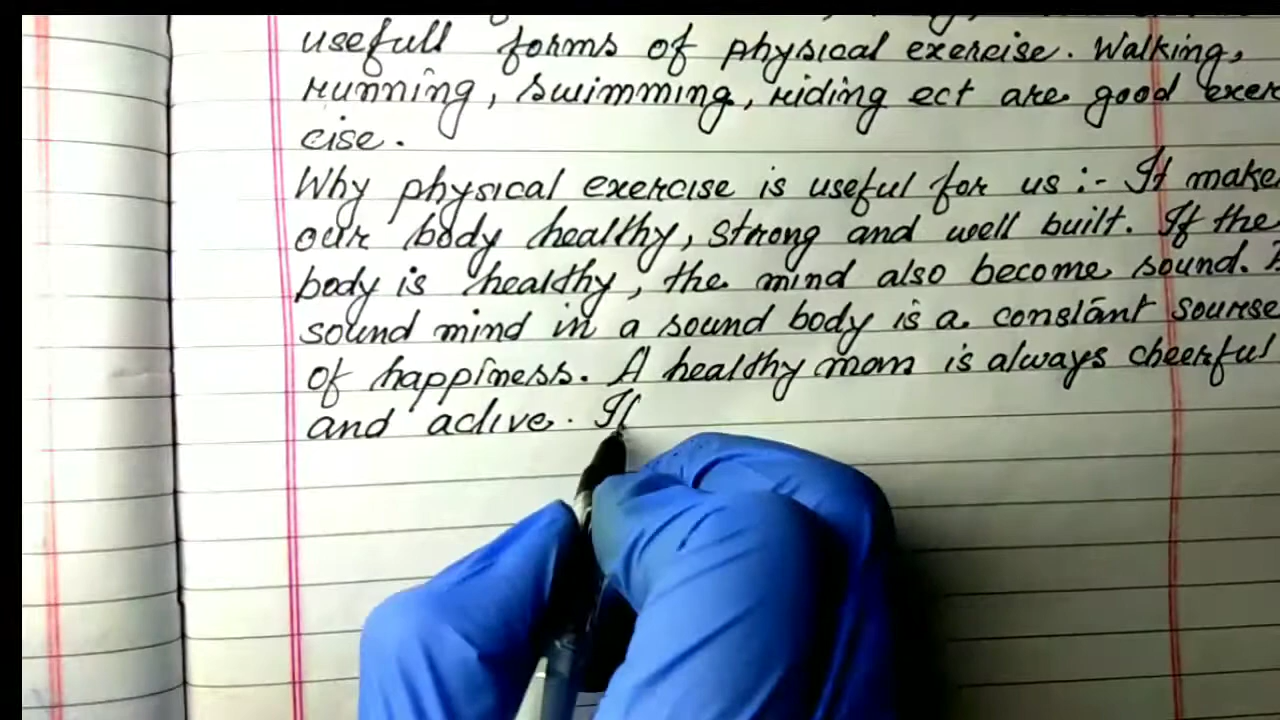 usefull forms of physical exercise. Walking,
running, swimming, riding ect are good exer
cise.
Why physical exercise is useful for us :- It make
our body healthy, strong and well built. If the
body is healthy, the mind also become sound.
sound mind in a sound body is a constant sourse
of happiness. A healthy man is always cheerful
and active. It